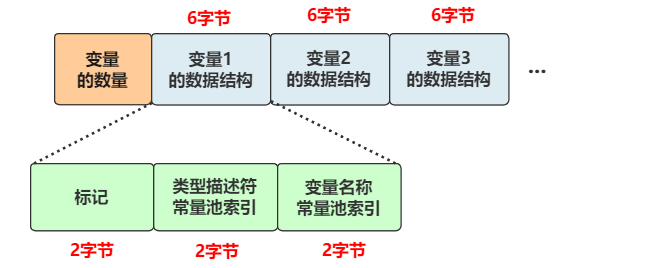 6字节
6字节
6字节
变量
的数量
变量1
的数据结构
变量2
的数据结构
变量3
的数据结构
...
标记
类型描述符
常量池索引
变量名称
常量池索引
2字节
2字节
2字节